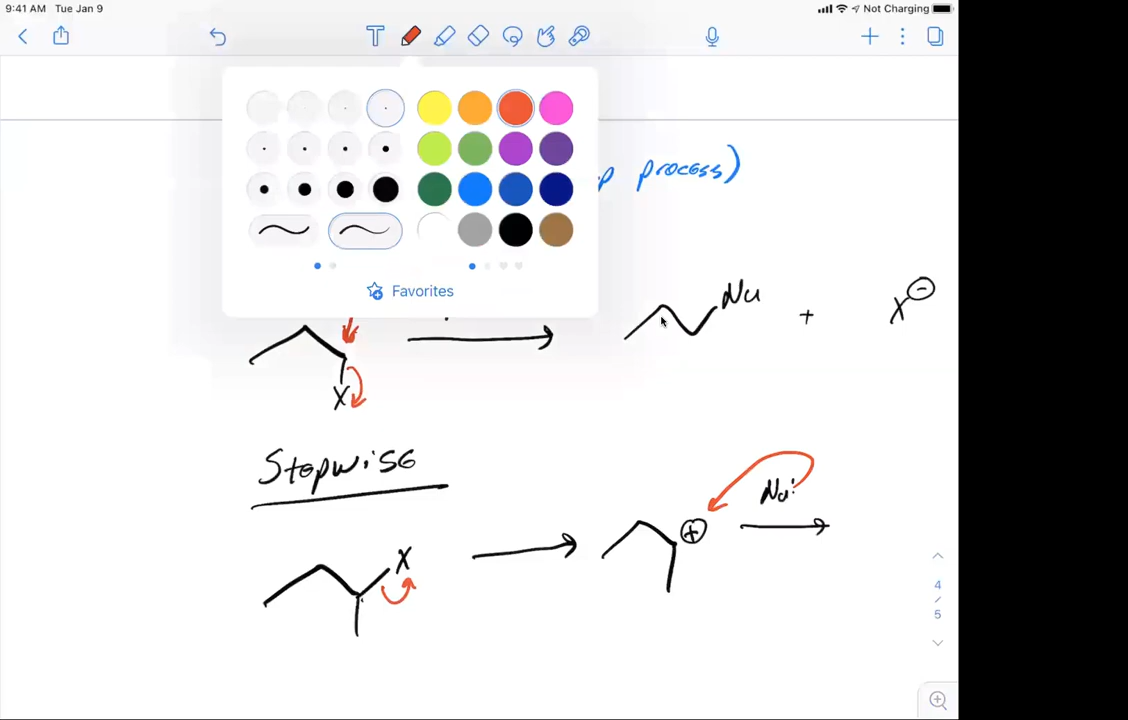 9:41 AM Tue Jan 9
Not Charging
T
p process)
Favorites
Nu
+
X⊖
X
Stepwise
Nu:
X
⊕
4
/
5